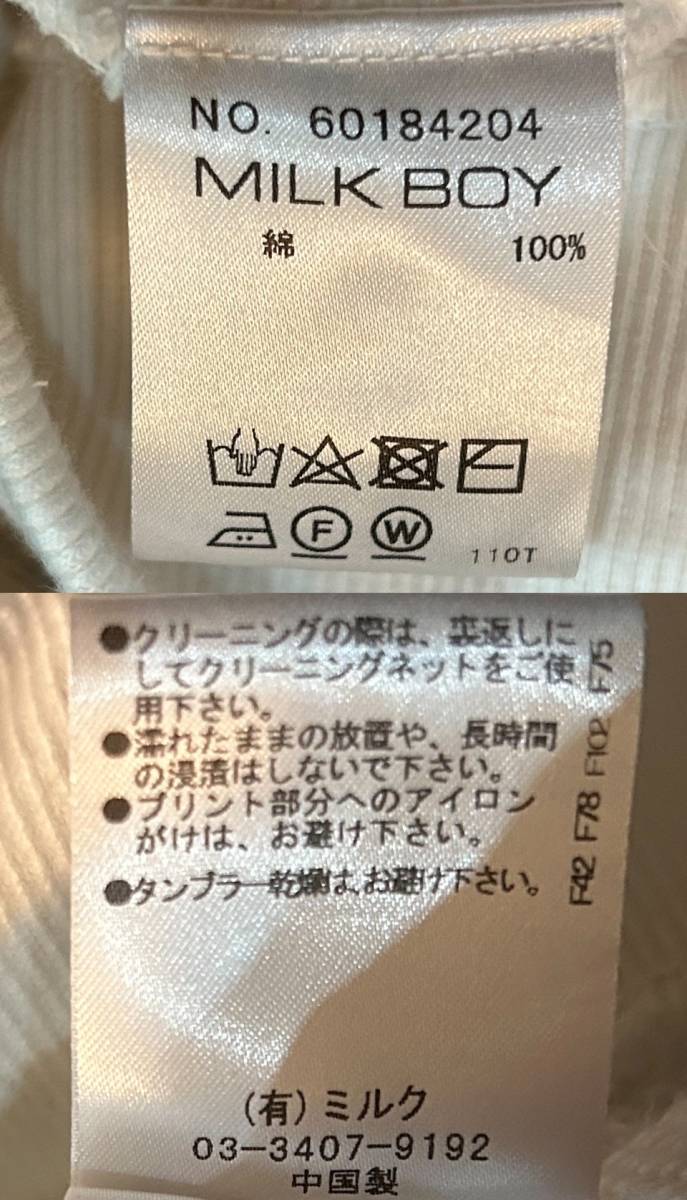 NO. 60184204
MILK BOY
綿 100%
F W 110T
●クリーニングの際は、裏返しに
してクリーニングネットをご使
用下さい。
●濡れたままの放置や、長時間
の浸漬はしないで下さい。
●プリント部分へのアイロン
がけは、お避け下さい。
●タンブラー乾燥は、お避け下さい。
F42 F78 F102 F75
(有)ミルク
03-3407-9192
中国製